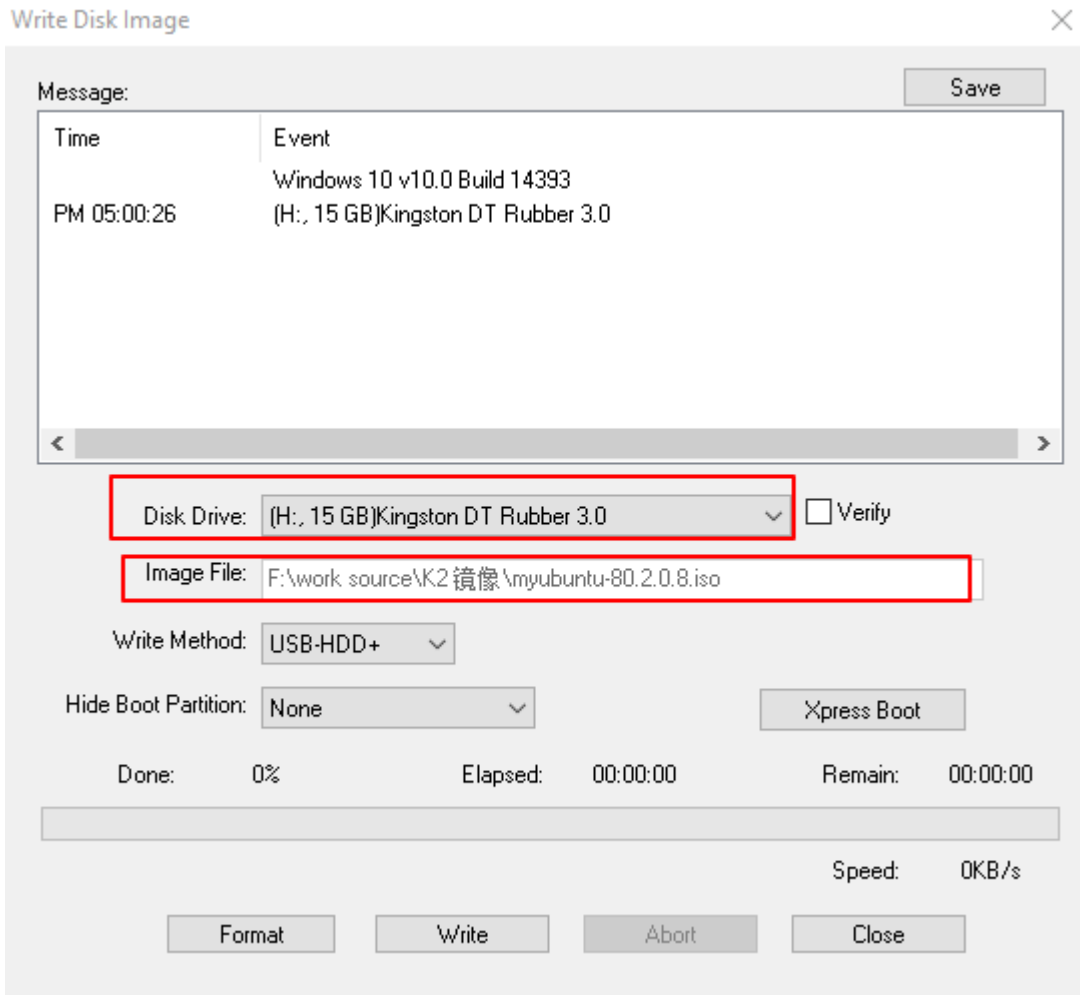 Write Disk Image
Message:
Save
Time Event
Windows 10 v10.0 Build 14393
PM 05:00:26 (H:, 15 GB)Kingston DT Rubber 3.0
Disk Drive: (H:, 15 GB)Kingston DT Rubber 3.0 Verify
Image File: F:\work source\K2镜像\myubuntu-80.2.0.8.iso
Write Method: USB-HDD+
Hide Boot Partition: None Xpress Boot
Done: 0% Elapsed: 00:00:00 Remain: 00:00:00
Speed: 0KB/s
Format Write Abort Close